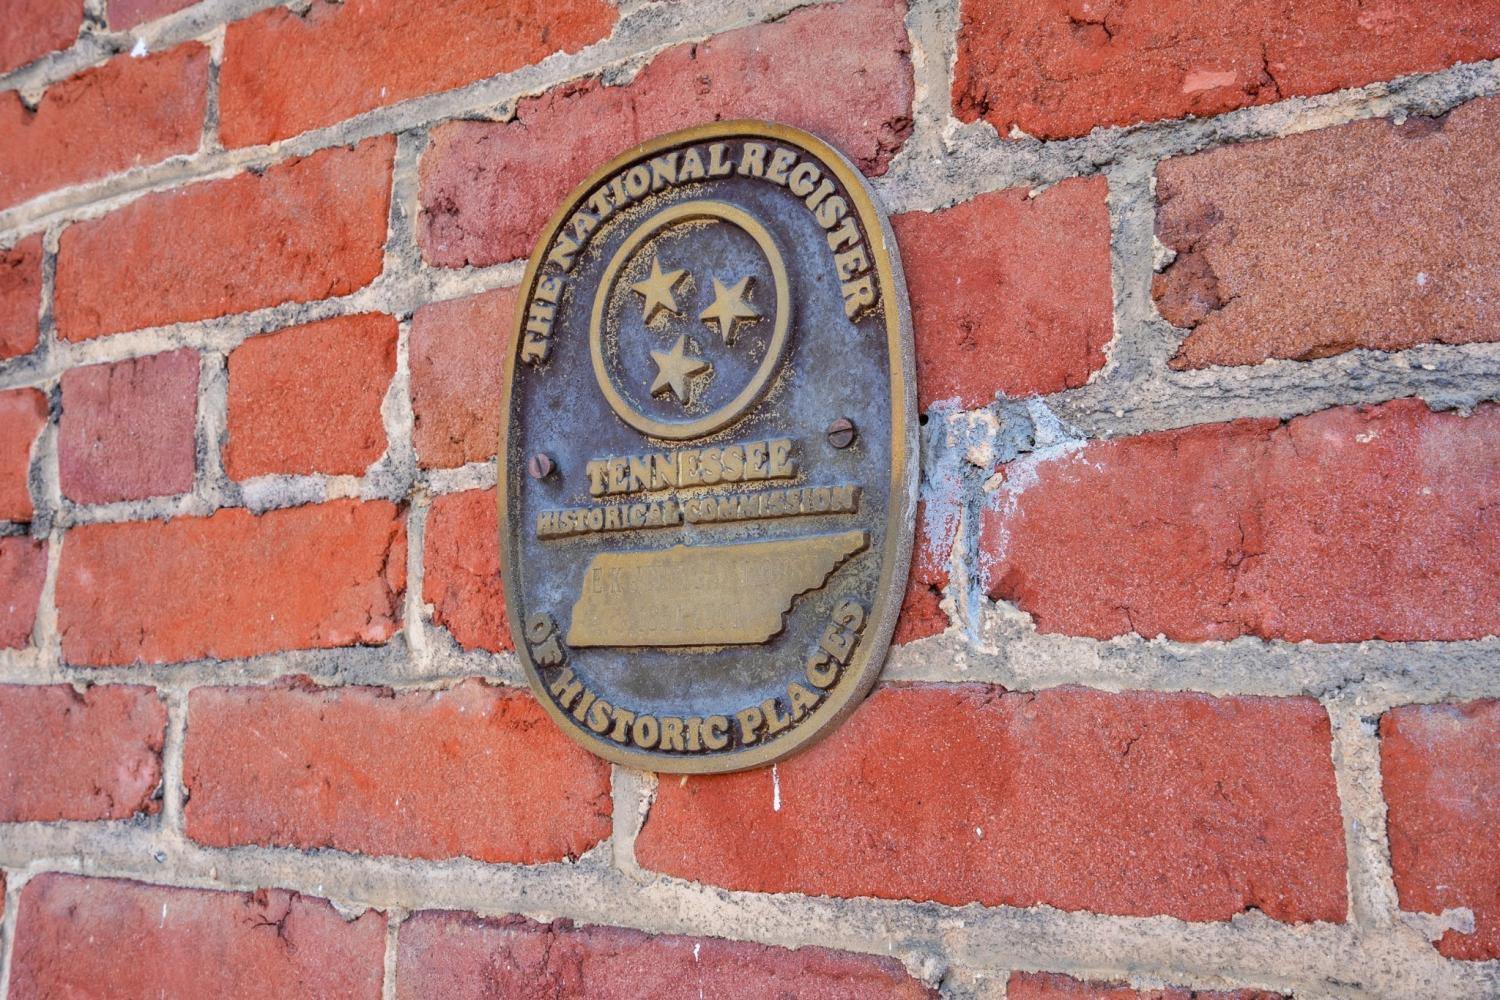 THE NATIONAL REGISTER
TENNESSEE
HISTORICAL COMMISSION
OF HISTORIC PLACES